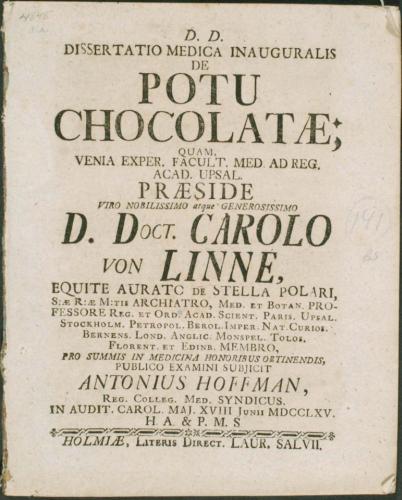 D. D.
DISSERTATIO MEDICA INAUGURALIS
DE
POTU
CHOCOLATÆ;
QUAM,
VENIA EXPER. FACULT. MED. AD REG.
ACAD. UPSAL.
PRÆSIDE
VIRO NOBILISSIMO atque GENEROSISSIMO
D. DOCT. CAROLO
VON LINNE,
EQUITE AURATO DE STELLA POLARI,
S:Æ R:Æ M:TIS ARCHIATRO, MED. ET BOTAN. PRO-
FESSORE REG. ET ORD. ACAD. SCIENT. PARIS. UPSAL.
STOCKHOLM. PETROPOL. BEROL. IMPER. NAT. CURIOS.
BERNENS. LOND. ANGLIC. MONSPEL. TOLOS.
FLORENT. ET EDINB. MEMBRO,
PRO SUMMIS IN MEDICINA HONORIBUS OBTINENDIS,
PUBLICO EXAMINI SUBJICIT
ANTONIUS HOFFMAN,
REG. COLLEG. MED. SYNDICUS.
IN AUDIT. CAROL. MAJ. XVIII JUNII MDCCLXV.
H. A. & P. M. S
HOLMIÆ, LITERIS DIRECT. LAUR. SALVII.